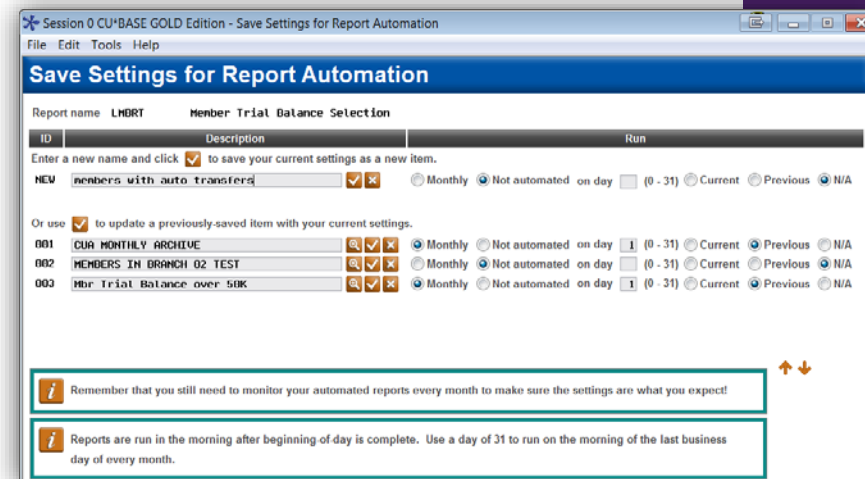 Session 0 CU*BASE GOLD Edition - Save Settings for Report Automation
File Edit Tools Help
Save Settings for Report Automation
Report name LMBRT Member Trial Balance Selection
ID Description Run
Enter a new name and click to save your current settings as a new item.
NEW members with auto transfers Monthly Not automated on day (0 - 31) Current Previous N/A
Or use to update a previously-saved item with your current settings.
001 CUA MONTHLY ARCHIVE Monthly Not automated on day 1 (0 - 31) Current Previous N/A
002 MEMBERS IN BRANCH 02 TEST Monthly Not automated on day (0 - 31) Current Previous N/A
003 Mbr Trial Balance over 50K Monthly Not automated on day 1 (0 - 31) Current Previous N/A
i Remember that you still need to monitor your automated reports every month to make sure the settings are what you expect!
i Reports are run in the morning after beginning-of-day is complete. Use a day of 31 to run on the morning of the last business
day of every month.